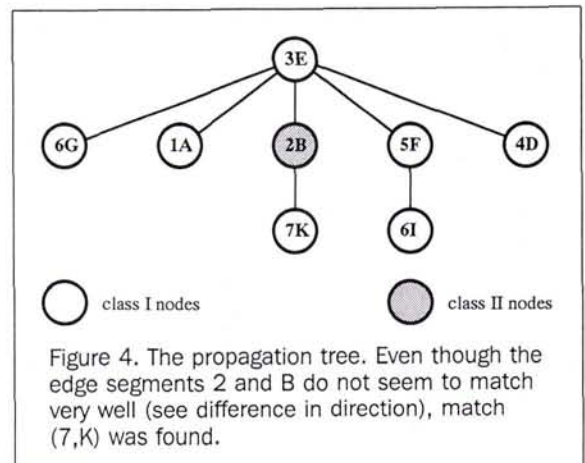 3E
6G 1A 2B 5F 4D
7K 6I
class I nodes class II nodes
Figure 4. The propagation tree. Even though the
edge segments 2 and B do not seem to match
very well (see difference in direction), match
(7,K) was found.